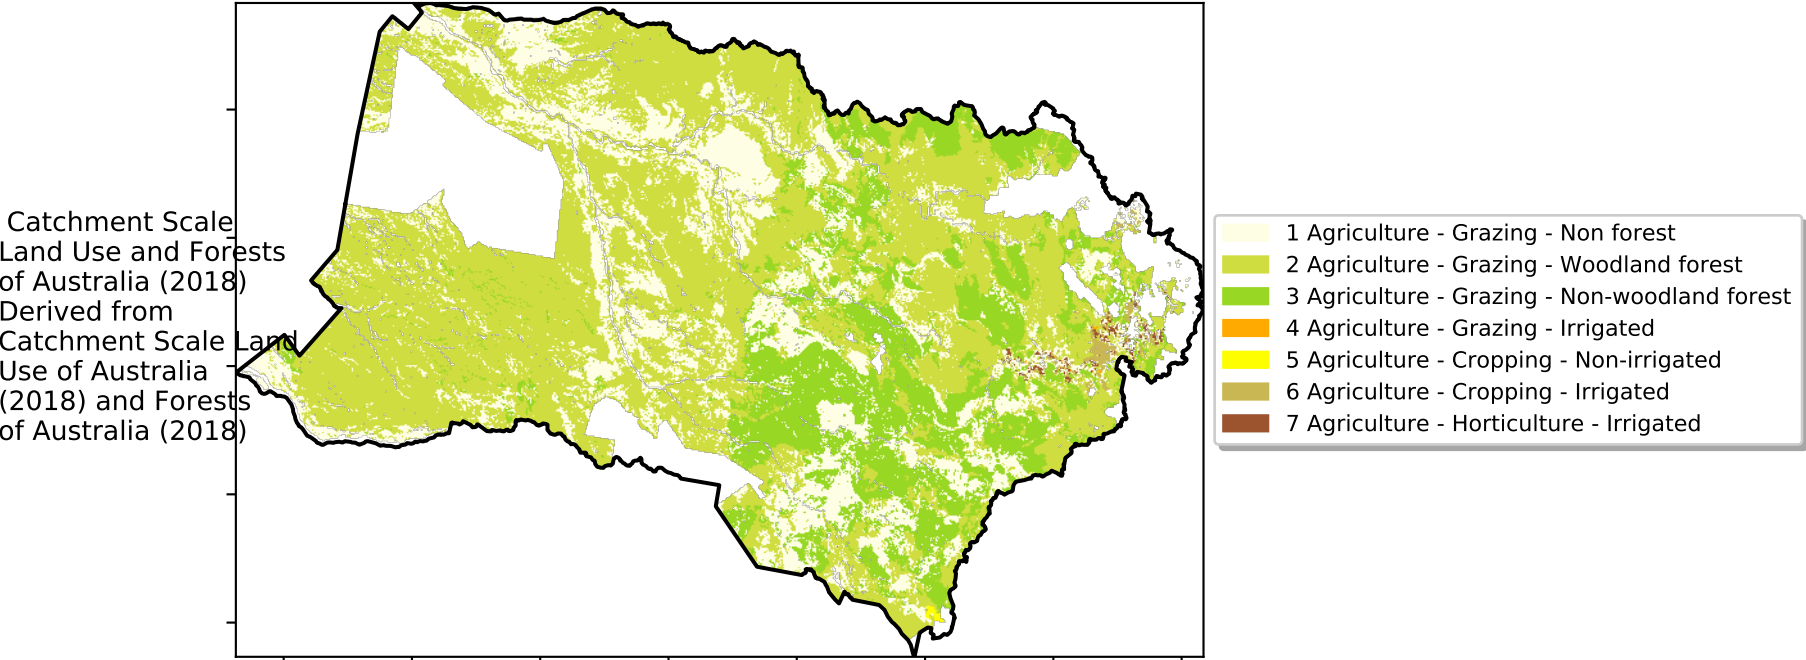 Catchment Scale
Land Use and Forests
of Australia (2018)
Derived from
Catchment Scale Land
Use of Australia
(2018) and Forests
of Australia (2018)
1 Agriculture - Grazing - Non forest
2 Agriculture - Grazing - Woodland forest
3 Agriculture - Grazing - Non-woodland forest
4 Agriculture - Grazing - Irrigated
5 Agriculture - Cropping - Non-irrigated
6 Agriculture - Cropping - Irrigated
7 Agriculture - Horticulture - Irrigated